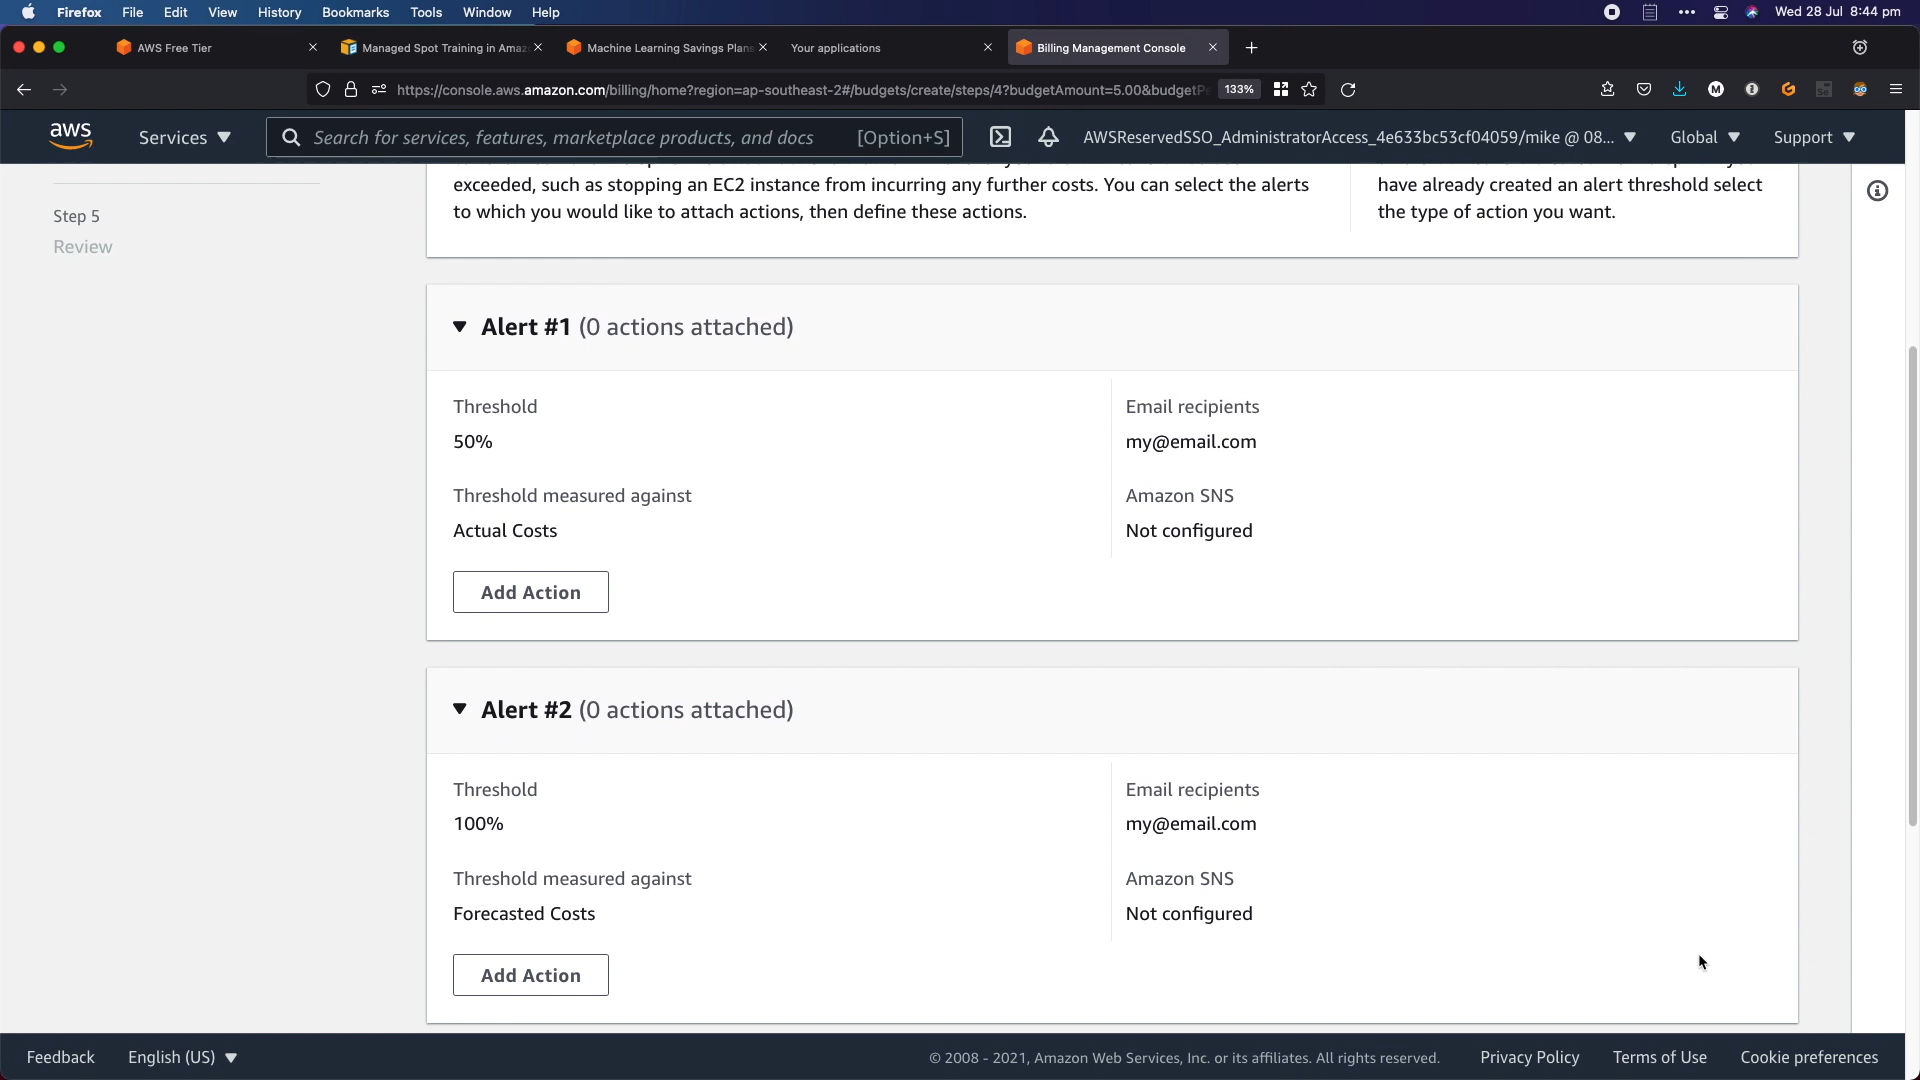 Firefox File Edit View History Bookmarks Tools Window Help
Wed 28 Jul 8:44 pm
AWS Free Tier
Managed Spot Training in Amaz
Machine Learning Savings Plans
Your applications
Billing Management Console
https://console.aws.amazon.com/billing/home?region=ap-southeast-2#/budgets/create/steps/4?budgetAmount=5.00&budgetPe
133%
aws
Services
Search for services, features, marketplace products, and docs [Option+S]
AWSReservedSSO_AdministratorAccess_4e633bc53cf04059/mike @ 08...
Global
Support
Step 5
Review
exceeded, such as stopping an EC2 instance from incurring any further costs. You can select the alerts
to which you would like to attach actions, then define these actions.
have already created an alert threshold select
the type of action you want.
Alert #1 (0 actions attached)
Threshold
50%
Email recipients
my@email.com
Threshold measured against
Actual Costs
Amazon SNS
Not configured
Add Action
Alert #2 (0 actions attached)
Threshold
100%
Email recipients
my@email.com
Threshold measured against
Forecasted Costs
Amazon SNS
Not configured
Add Action
Feedback
English (US)
© 2008 - 2021, Amazon Web Services, Inc. or its affiliates. All rights reserved.
Privacy Policy
Terms of Use
Cookie preferences